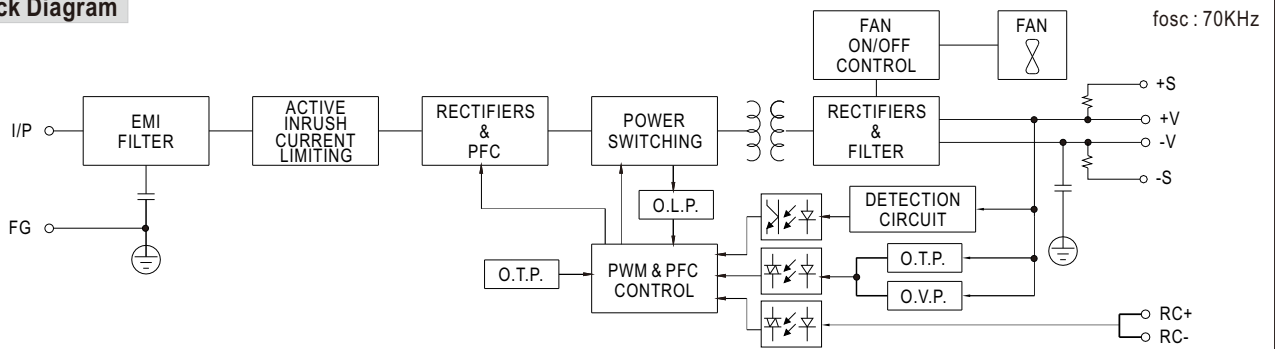 ck Diagram
fosc : 70KHz
FAN
ON/OFF
CONTROL
FAN
I/P
EMI
FILTER
ACTIVE
INRUSH
CURRENT
LIMITING
RECTIFIERS
&
PFC
POWER
SWITCHING
RECTIFIERS
&
FILTER
+S
+V
-V
-S
FG
O.L.P.
DETECTION
CIRCUIT
O.T.P.
PWM & PFC
CONTROL
O.T.P.
O.V.P.
RC+
RC-